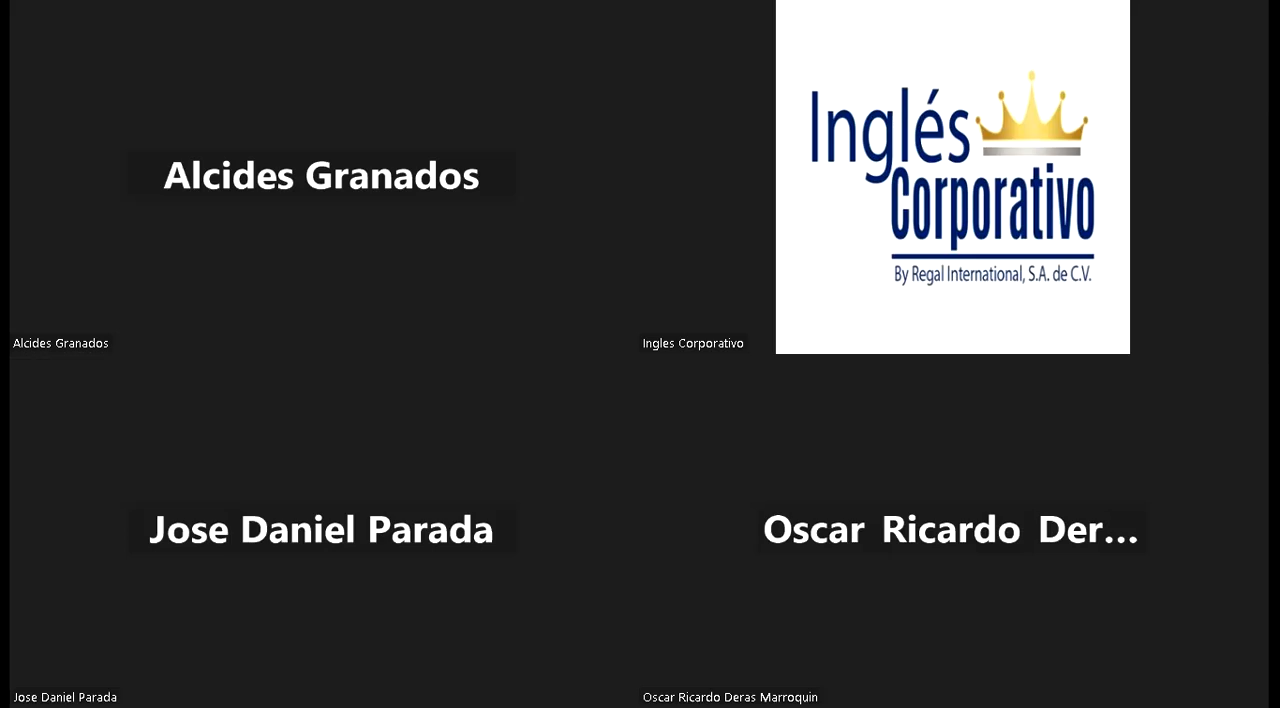 Alcides Granados
Alcides Granados
Inglés
Corporativo
By Regal International, S.A. de C.V.
Ingles Corporativo
Jose Daniel Parada
Jose Daniel Parada
Oscar Ricardo Der...
Oscar Ricardo Deras Marroquin